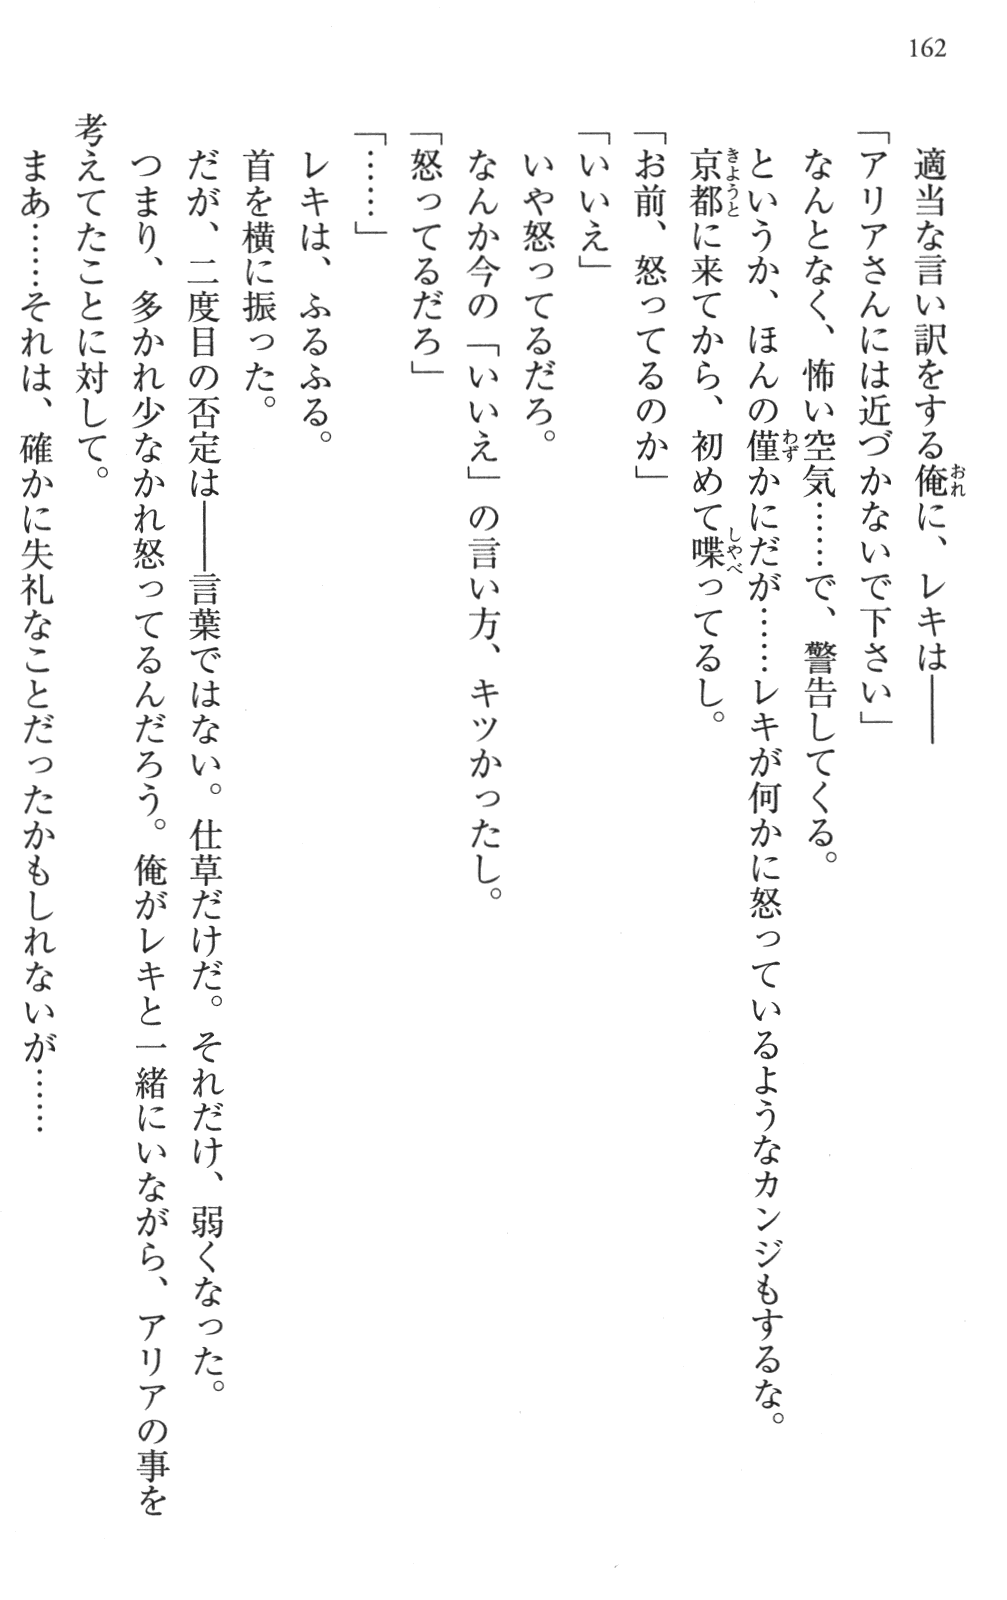 162
適当な言い訳をする俺に、レキは――
「アリアさんには近づかないで下さい」
なんとなく、怖い空気……で、警告してくる。
というか、ほんの僅かにだが……レキが何かに怒っているようなカンジもするな。
京都に来てから、初めて喋ってるし。
「お前、怒ってるのか」
「いいえ」
いや怒ってるだろ。
なんか今の「いいえ」の言い方、キツかったし。
「怒ってるだろ」
「……」
レキは、ふるふる。
首を横に振った。
だが、二度目の否定は――言葉ではない。仕草だけだ。それだけ、弱くなった。
つまり、多かれ少なかれ怒ってるんだろう。俺がレキと一緒にいながら、アリアの事を
考えてたことに対して。
まあ……それは、確かに失礼なことだったかもしれないが……